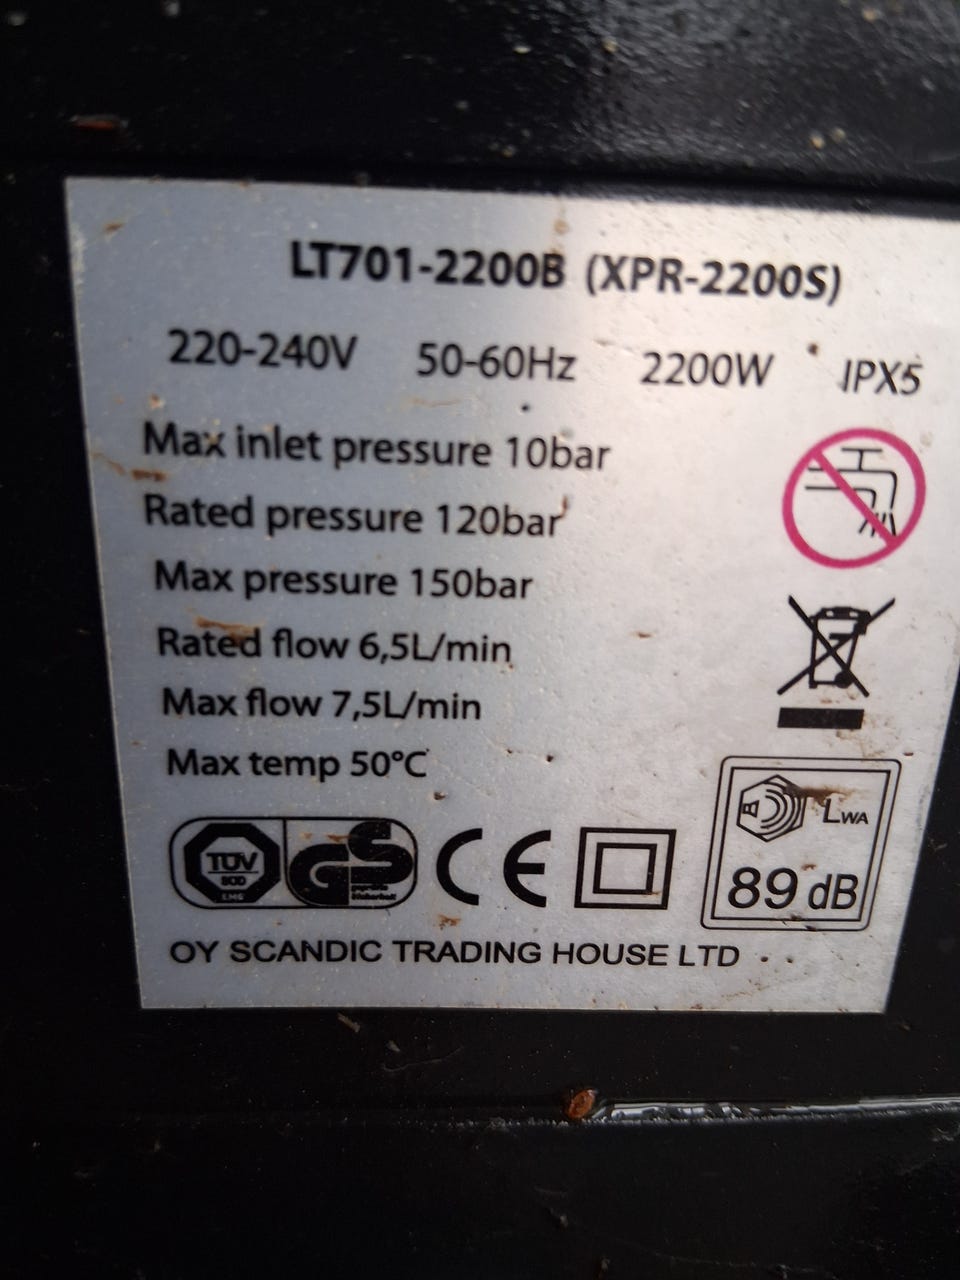 LT701-2200B (XPR-2200S)
220-240V 50-60Hz 2200W IPX5
Max inlet pressure 10bar
Rated pressure 120bar
Max pressure 150bar
Rated flow 6,5L/min
Max flow 7,5L/min
Max temp 50°C
TÜV
SÜD
EMC
GS
CE
LWA
89 dB
OY SCANDIC TRADING HOUSE LTD